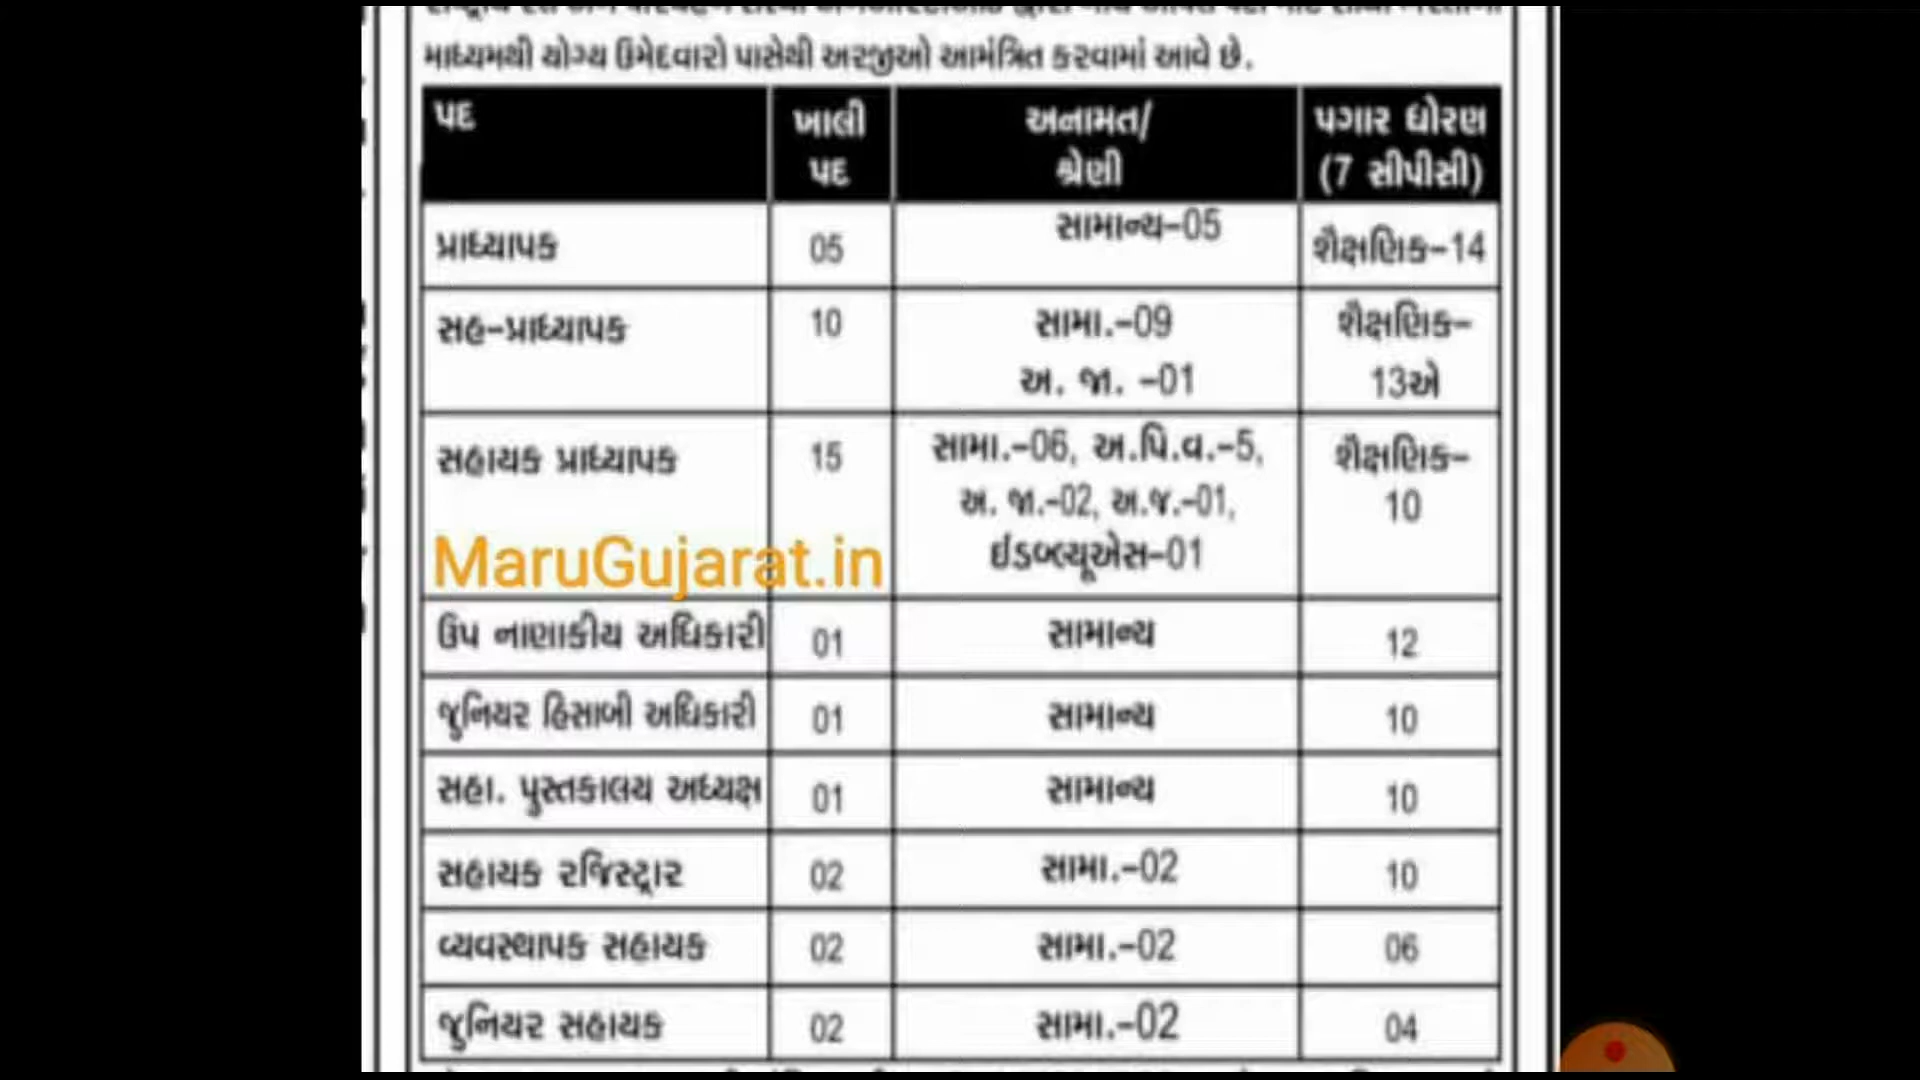 માધ્યમથી યોગ્ય ઉમેદવારો પાસેથી અરજીઓ આમંત્રિત કરવામાં આવે છે.
પદ ખાલી પદ અનામત/ શ્રેણી પગાર ધોરણ (7 સીપીસી)
પ્રાધ્યાપક 05 સામાન્ય-05 શૈક્ષણિક-14
સહ-પ્રાધ્યાપક 10 સામા.-09 શૈક્ષણિક-
અ. જા. -01 13એ
સહાયક પ્રાધ્યાપક 15 સામા.-06, અ.પિ.વ.-5, શૈક્ષણિક-
અ. જા.-02, અ.જ.-01, 10
ઇડબ્લ્યૂએસ-01
MaruGujarat.in
ઉપ નાણાકીય અધિકારી 01 સામાન્ય 12
જુનિયર હિસાબી અધિકારી 01 સામાન્ય 10
સહા. પુસ્તકાલય અધ્યક્ષ 01 સામાન્ય 10
સહાયક રજિસ્ટ્રાર 02 સામા.-02 10
વ્યવસ્થાપક સહાયક 02 સામા.-02 06
જુનિયર સહાયક 02 સામા.-02 04